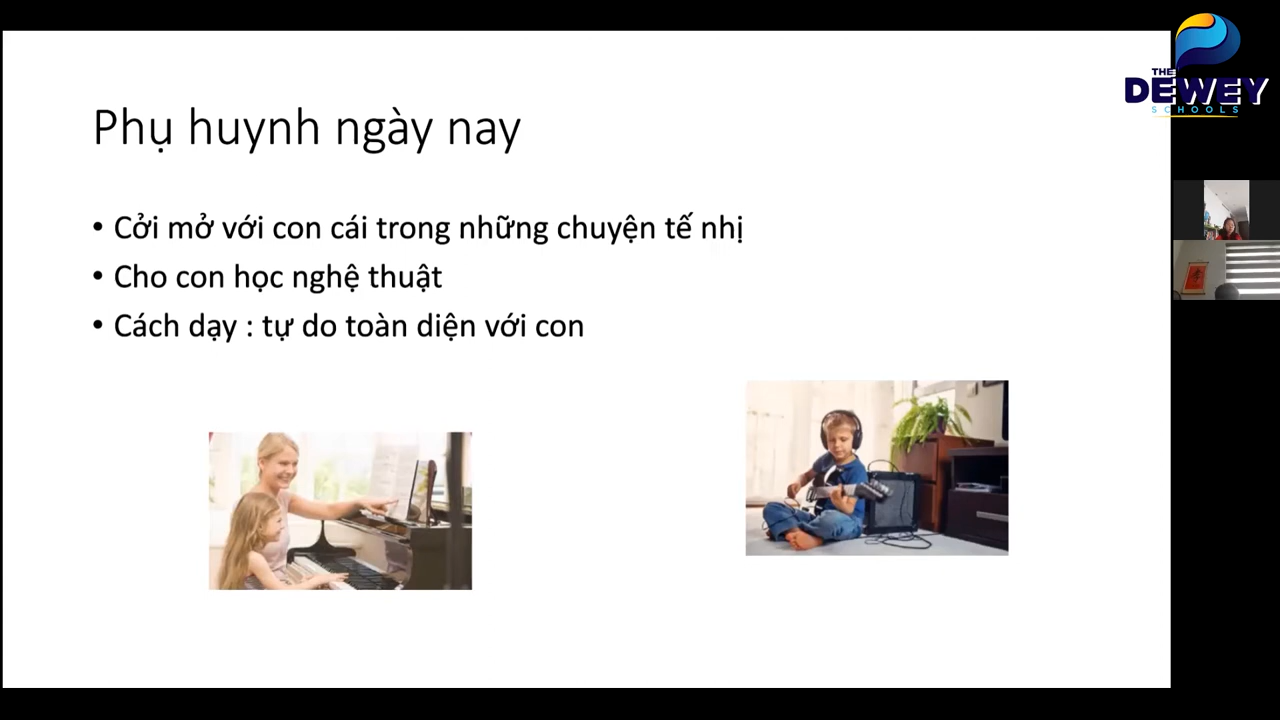 THE
DEWEY
SCHOOLS
Phụ huynh ngày nay
• Cởi mở với con cái trong những chuyện tế nhị
• Cho con học nghệ thuật
• Cách dạy : tự do toàn diện với con